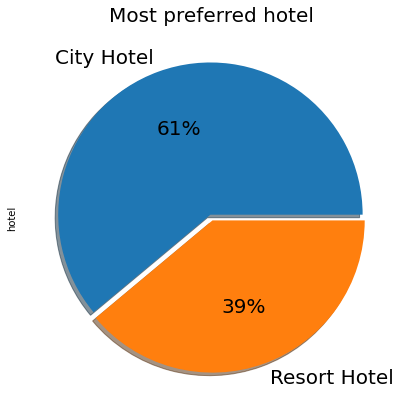 Most preferred hotel
City Hotel
61%
hotel
39%
Resort Hotel